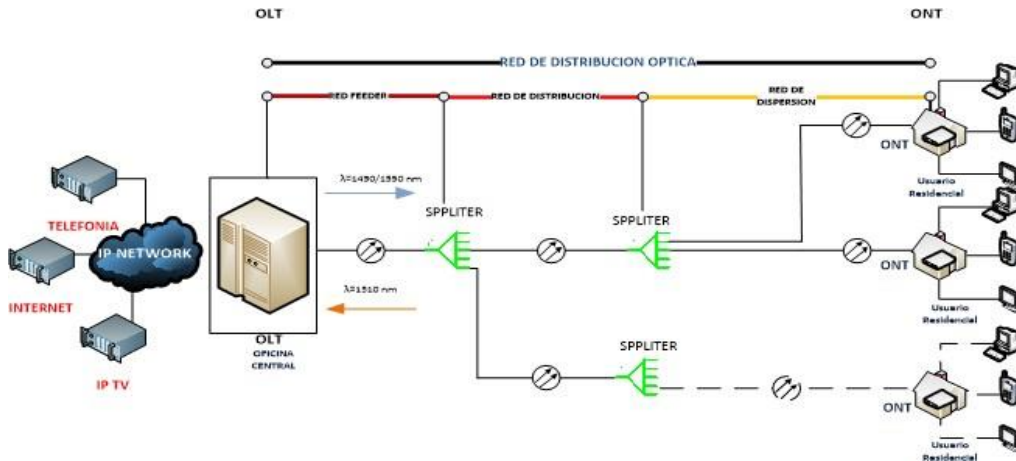 OLT
ONT
RED DE DISTRIBUCION OPTICA
RED FEEDER
RED DE DISTRIBUCION
RED DE
DISPERSION
λ=1490/1550 nm
ONT
Usuario
Residencial
SPPLITER
SPPLITER
TELEFONIA
IP NETWORK
INTERNET
IP TV
λ=1310 nm
OLT
OFICINA
CENTRAL
ONT
Usuario
Residencial
SPPLITER
ONT
Usuario
Residencial